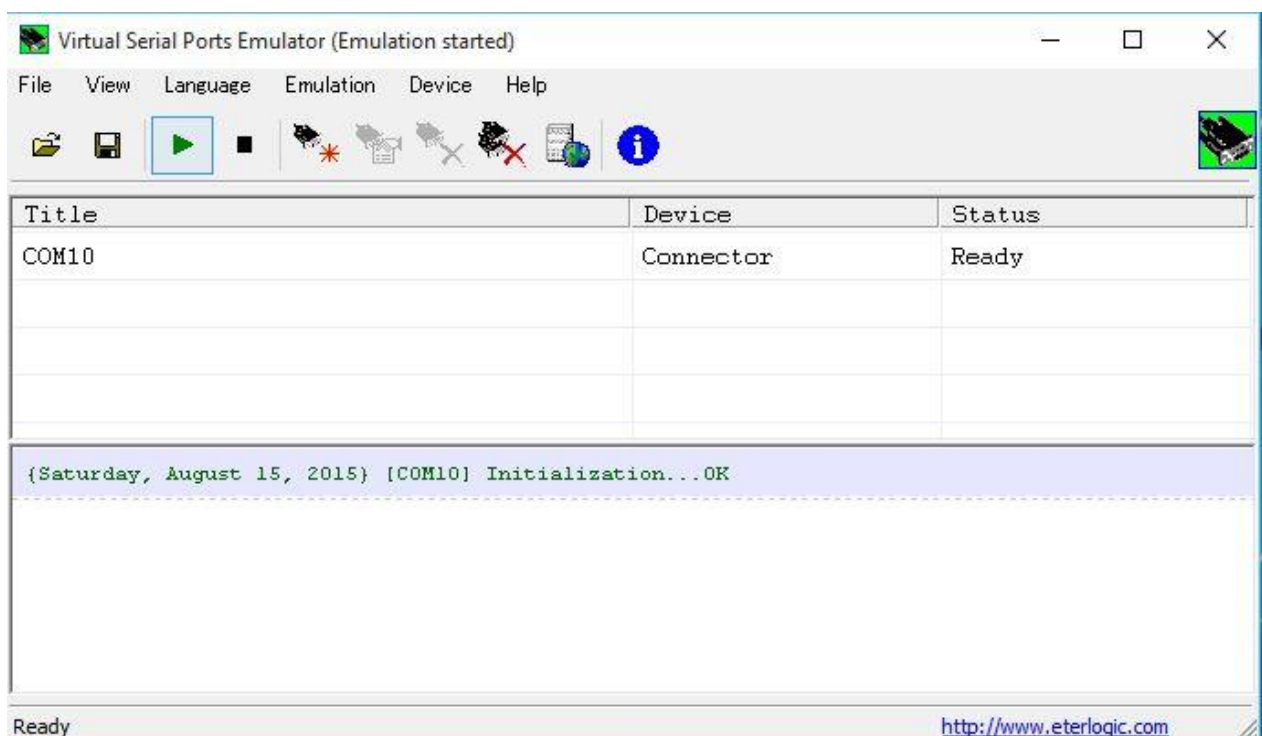 Virtual Serial Ports Emulator (Emulation started)
File View Language Emulation Device Help
Title Device Status
COM10 Connector Ready
{Saturday, August 15, 2015} [COM10] Initialization...OK
Ready http://www.eterlogic.com